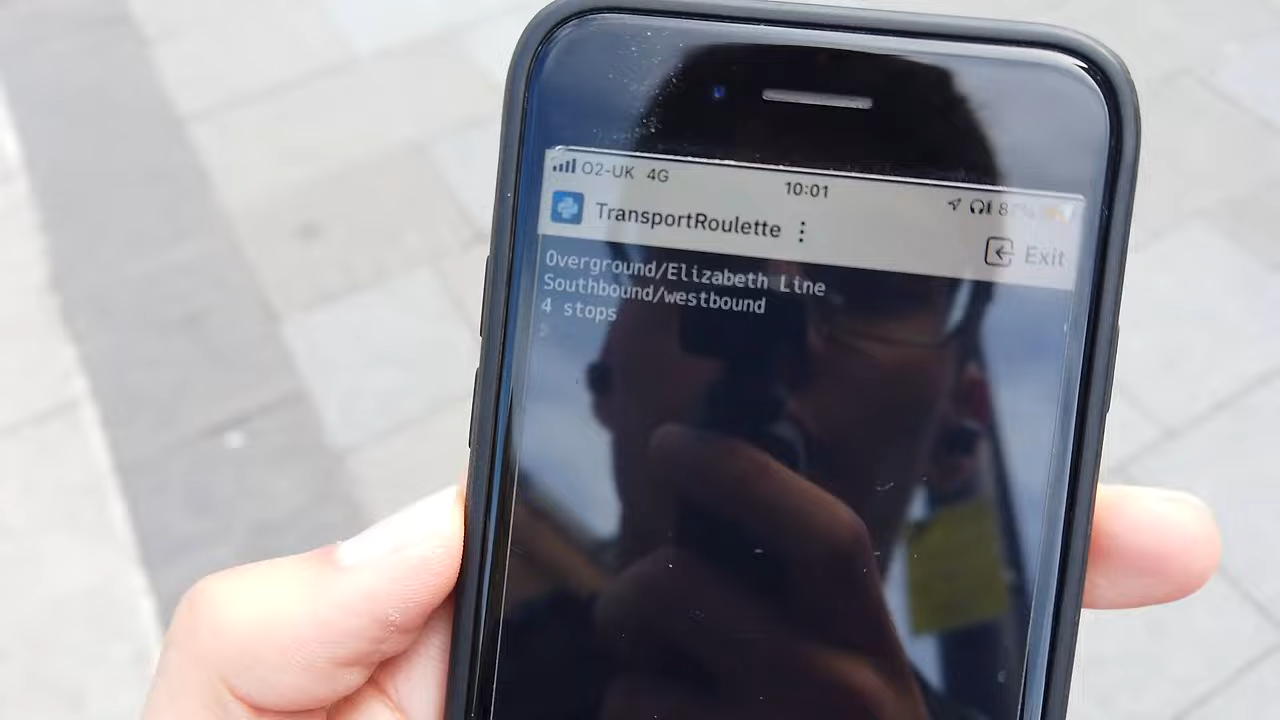 O2-UK 4G
10:01
TransportRoulette
Exit
Overground/Elizabeth Line
Southbound/westbound
4 stops